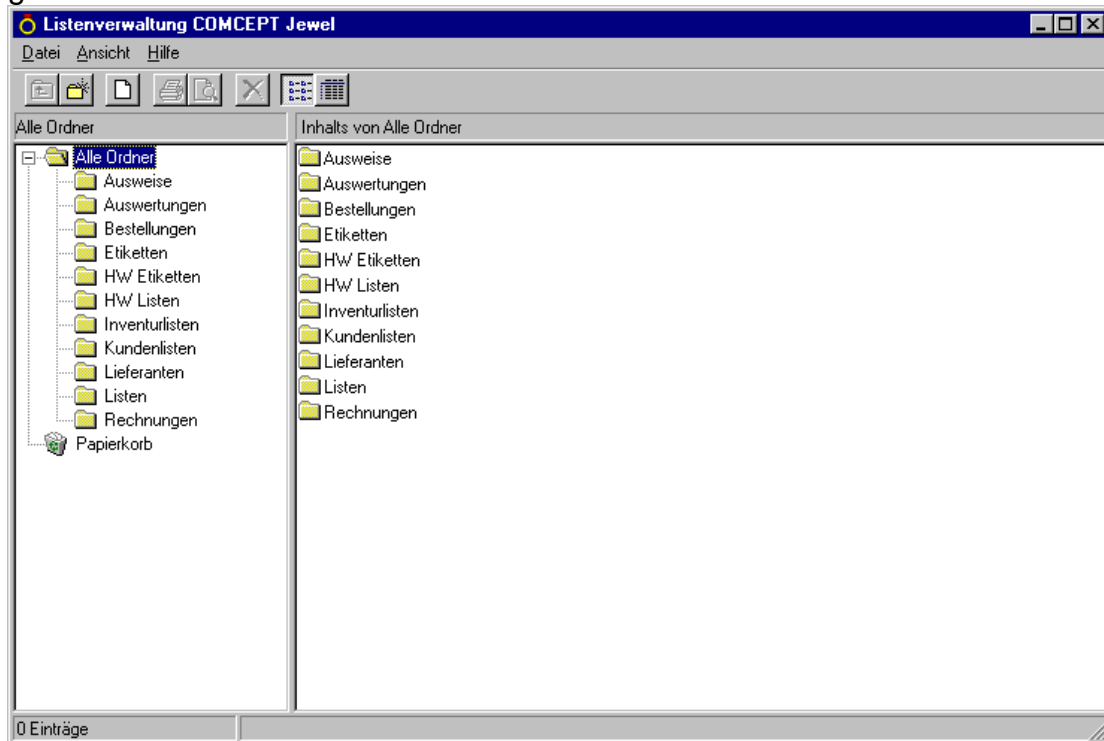 g
Listenverwaltung COMCEPT Jewel
Datei Ansicht Hilfe
Alle Ordner
Inhalts von Alle Ordner
Alle Ordner
Ausweise
Auswertungen
Bestellungen
Etiketten
HW Etiketten
HW Listen
Inventurlisten
Kundenlisten
Lieferanten
Listen
Rechnungen
Papierkorb
Ausweise
Auswertungen
Bestellungen
Etiketten
HW Etiketten
HW Listen
Inventurlisten
Kundenlisten
Lieferanten
Listen
Rechnungen
0 Einträge